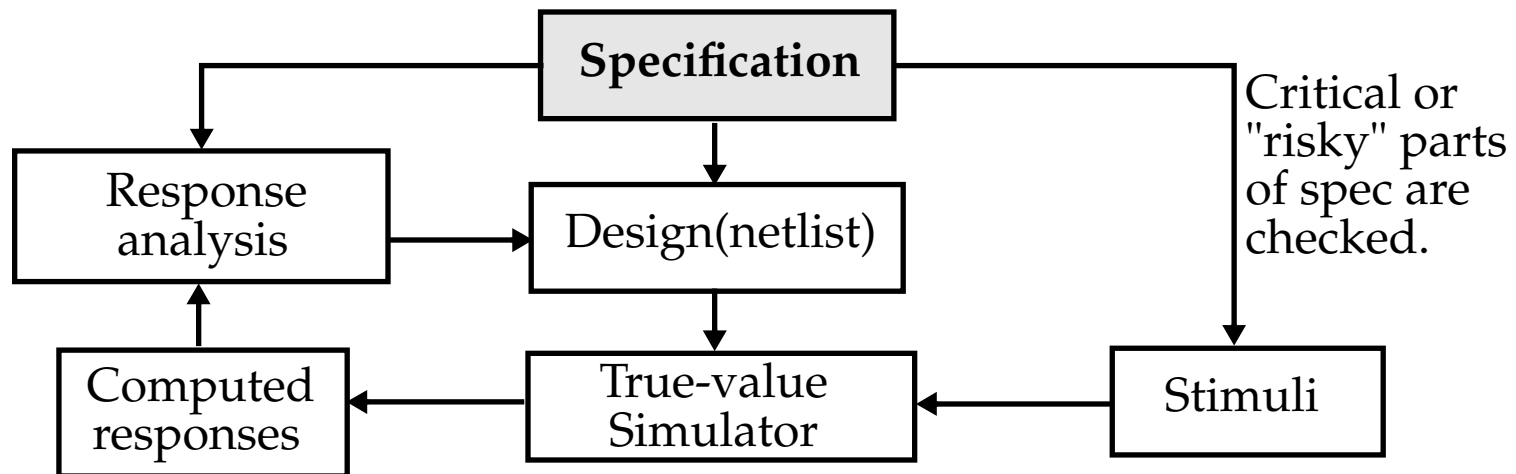 Specification
Critical or
"risky" parts
of spec are
checked.
Response
analysis
Design(netlist)
Computed
responses
True-value
Simulator
Stimuli